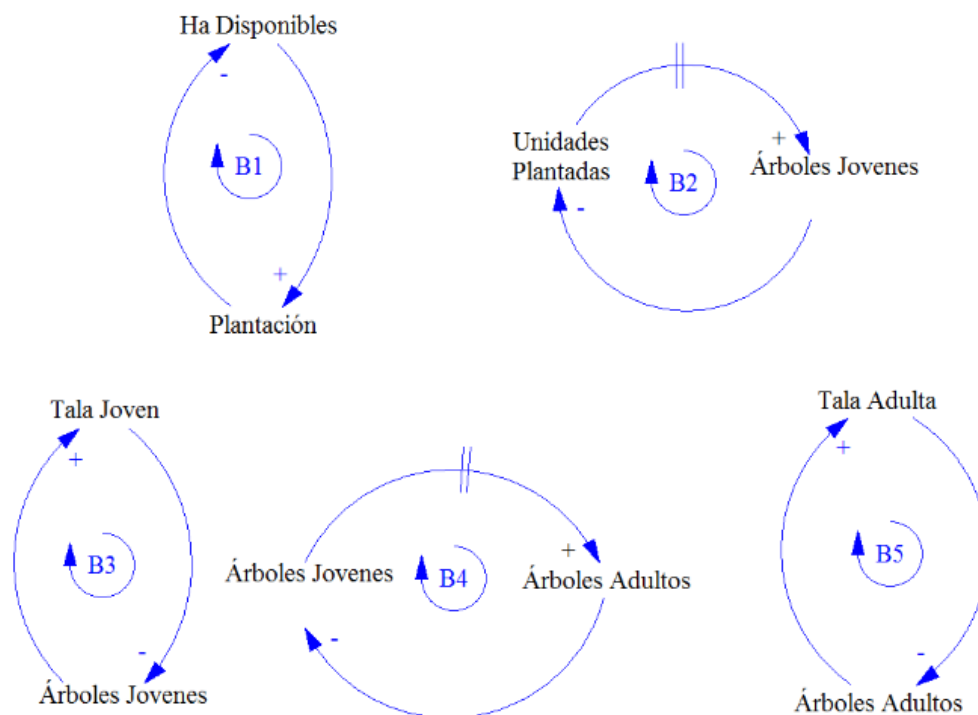 Ha Disponibles
-
B1
+
Plantación
Unidades
Plantadas
-
B2
+
Árboles Jovenes
Tala Joven
+
B3
-
Árboles Jovenes
Árboles Jovenes
-
B4
+
Árboles Adultos
Tala Adulta
+
B5
-
Árboles Adultos